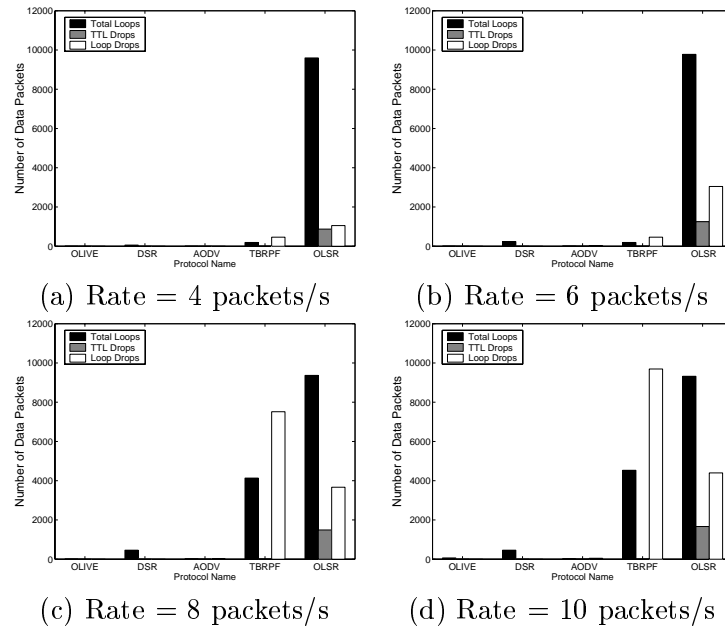 12000
10000
8000
6000
4000
2000
0
Number of Data Packets
Total Loops
TTL Drops
Loop Drops
OLIVE DSR AODV TBRPF OLSR
Protocol Name
(a) Rate = 4 packets/s
12000
10000
8000
6000
4000
2000
0
Number of Data Packets
Total Loops
TTL Drops
Loop Drops
OLIVE DSR AODV TBRPF OLSR
Protocol Name
(b) Rate = 6 packets/s
12000
10000
8000
6000
4000
2000
0
Number of Data Packets
Total Loops
TTL Drops
Loop Drops
OLIVE DSR AODV TBRPF OLSR
Protocol Name
(c) Rate = 8 packets/s
12000
10000
8000
6000
4000
2000
0
Number of Data Packets
Total Loops
TTL Drops
Loop Drops
OLIVE DSR AODV TBRPF OLSR
Protocol Name
(d) Rate = 10 packets/s